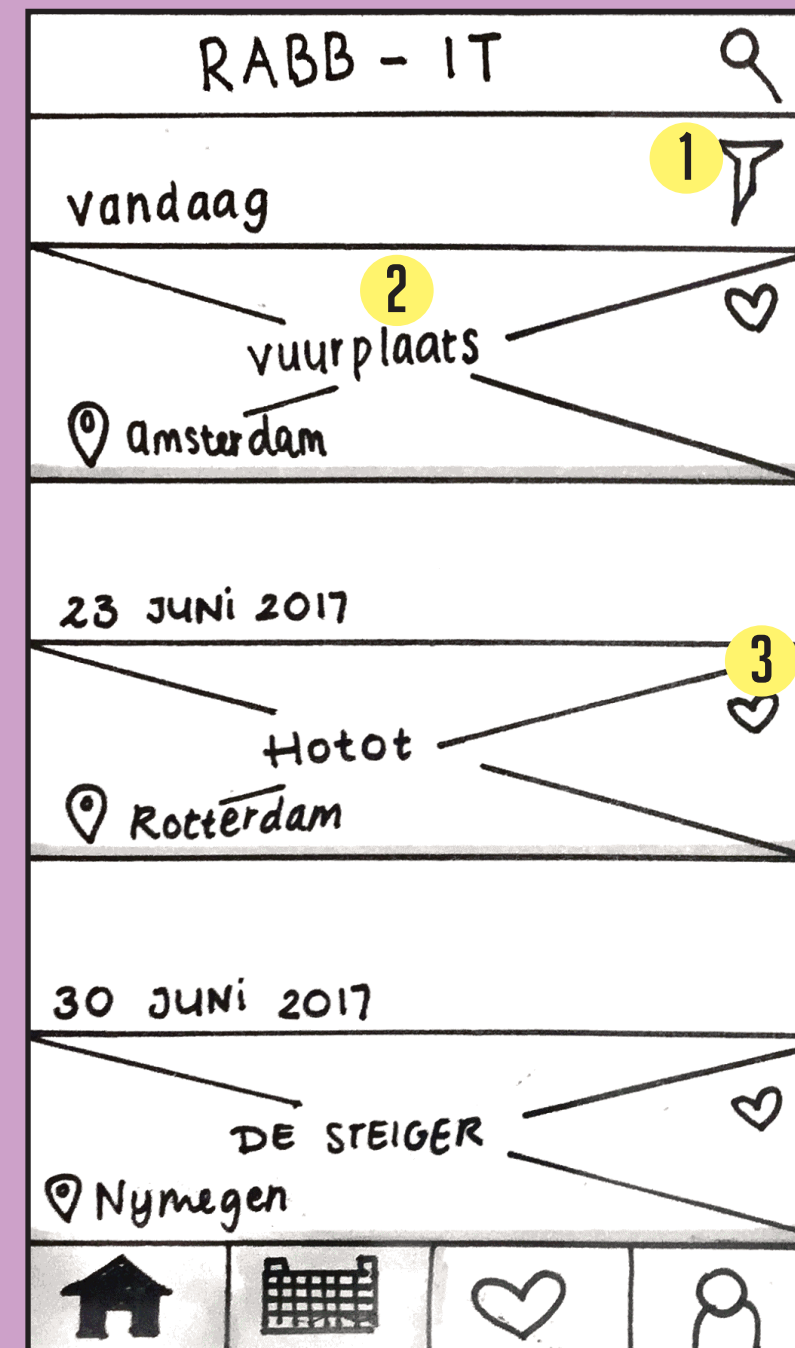 RABB - IT
1
vandaag
2
vuurplaats
amsterdam
23 JUNi 2017
3
Hotot
Rotterdam
30 JUNi 2017
DE STEIGER
Nymegen